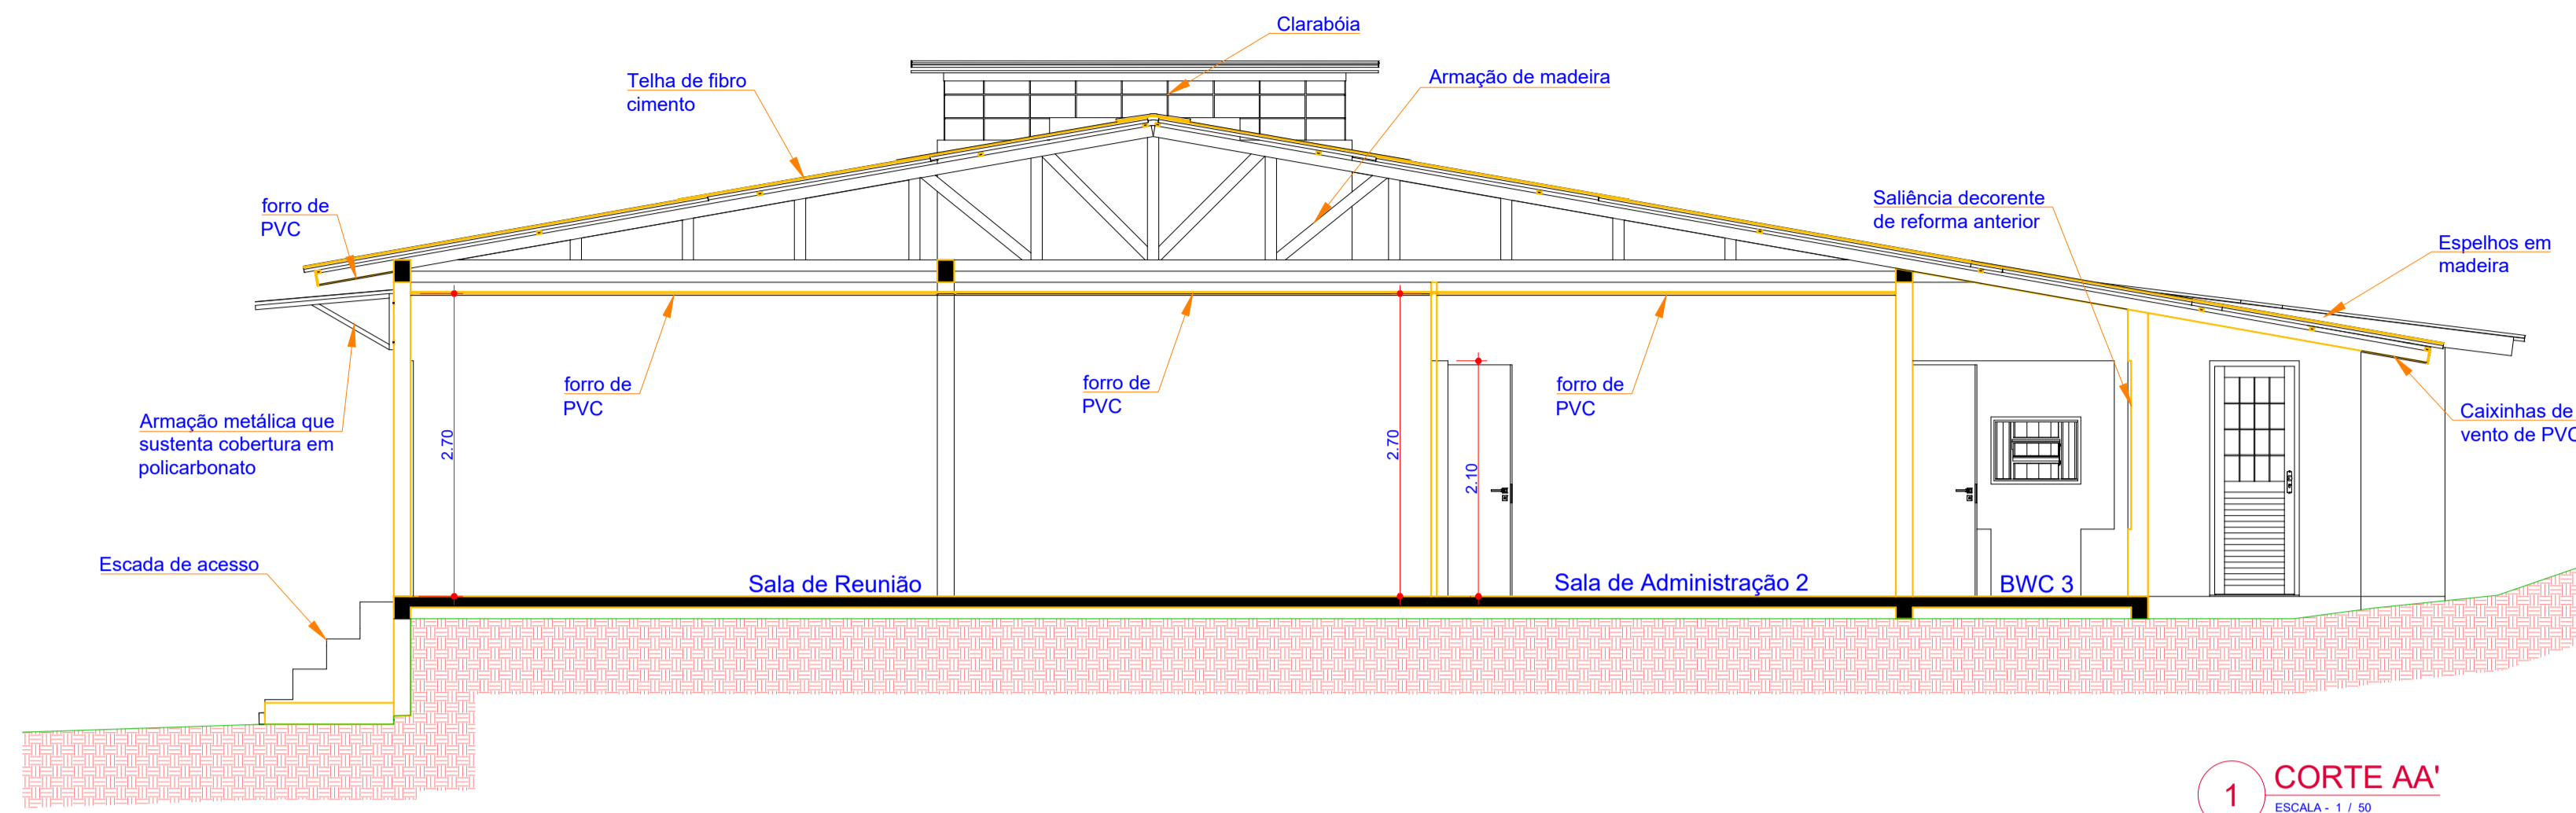 Clarabóia
Telha de fibro
cimento
Armação de madeira
forro de
PVC
Saliência decorente
de reforma anterior
Espelhos em
madeira
Armação metálica que
sustenta cobertura em
policarbonato
2.70
forro de
PVC
forro de
PVC
2.70
2.10
forro de
PVC
Caixinhas de
vento de PVC
Escada de acesso
Sala de Reunião
Sala de Administração 2
BWC 3
1
CORTE AA'
ESCALA - 1 / 50